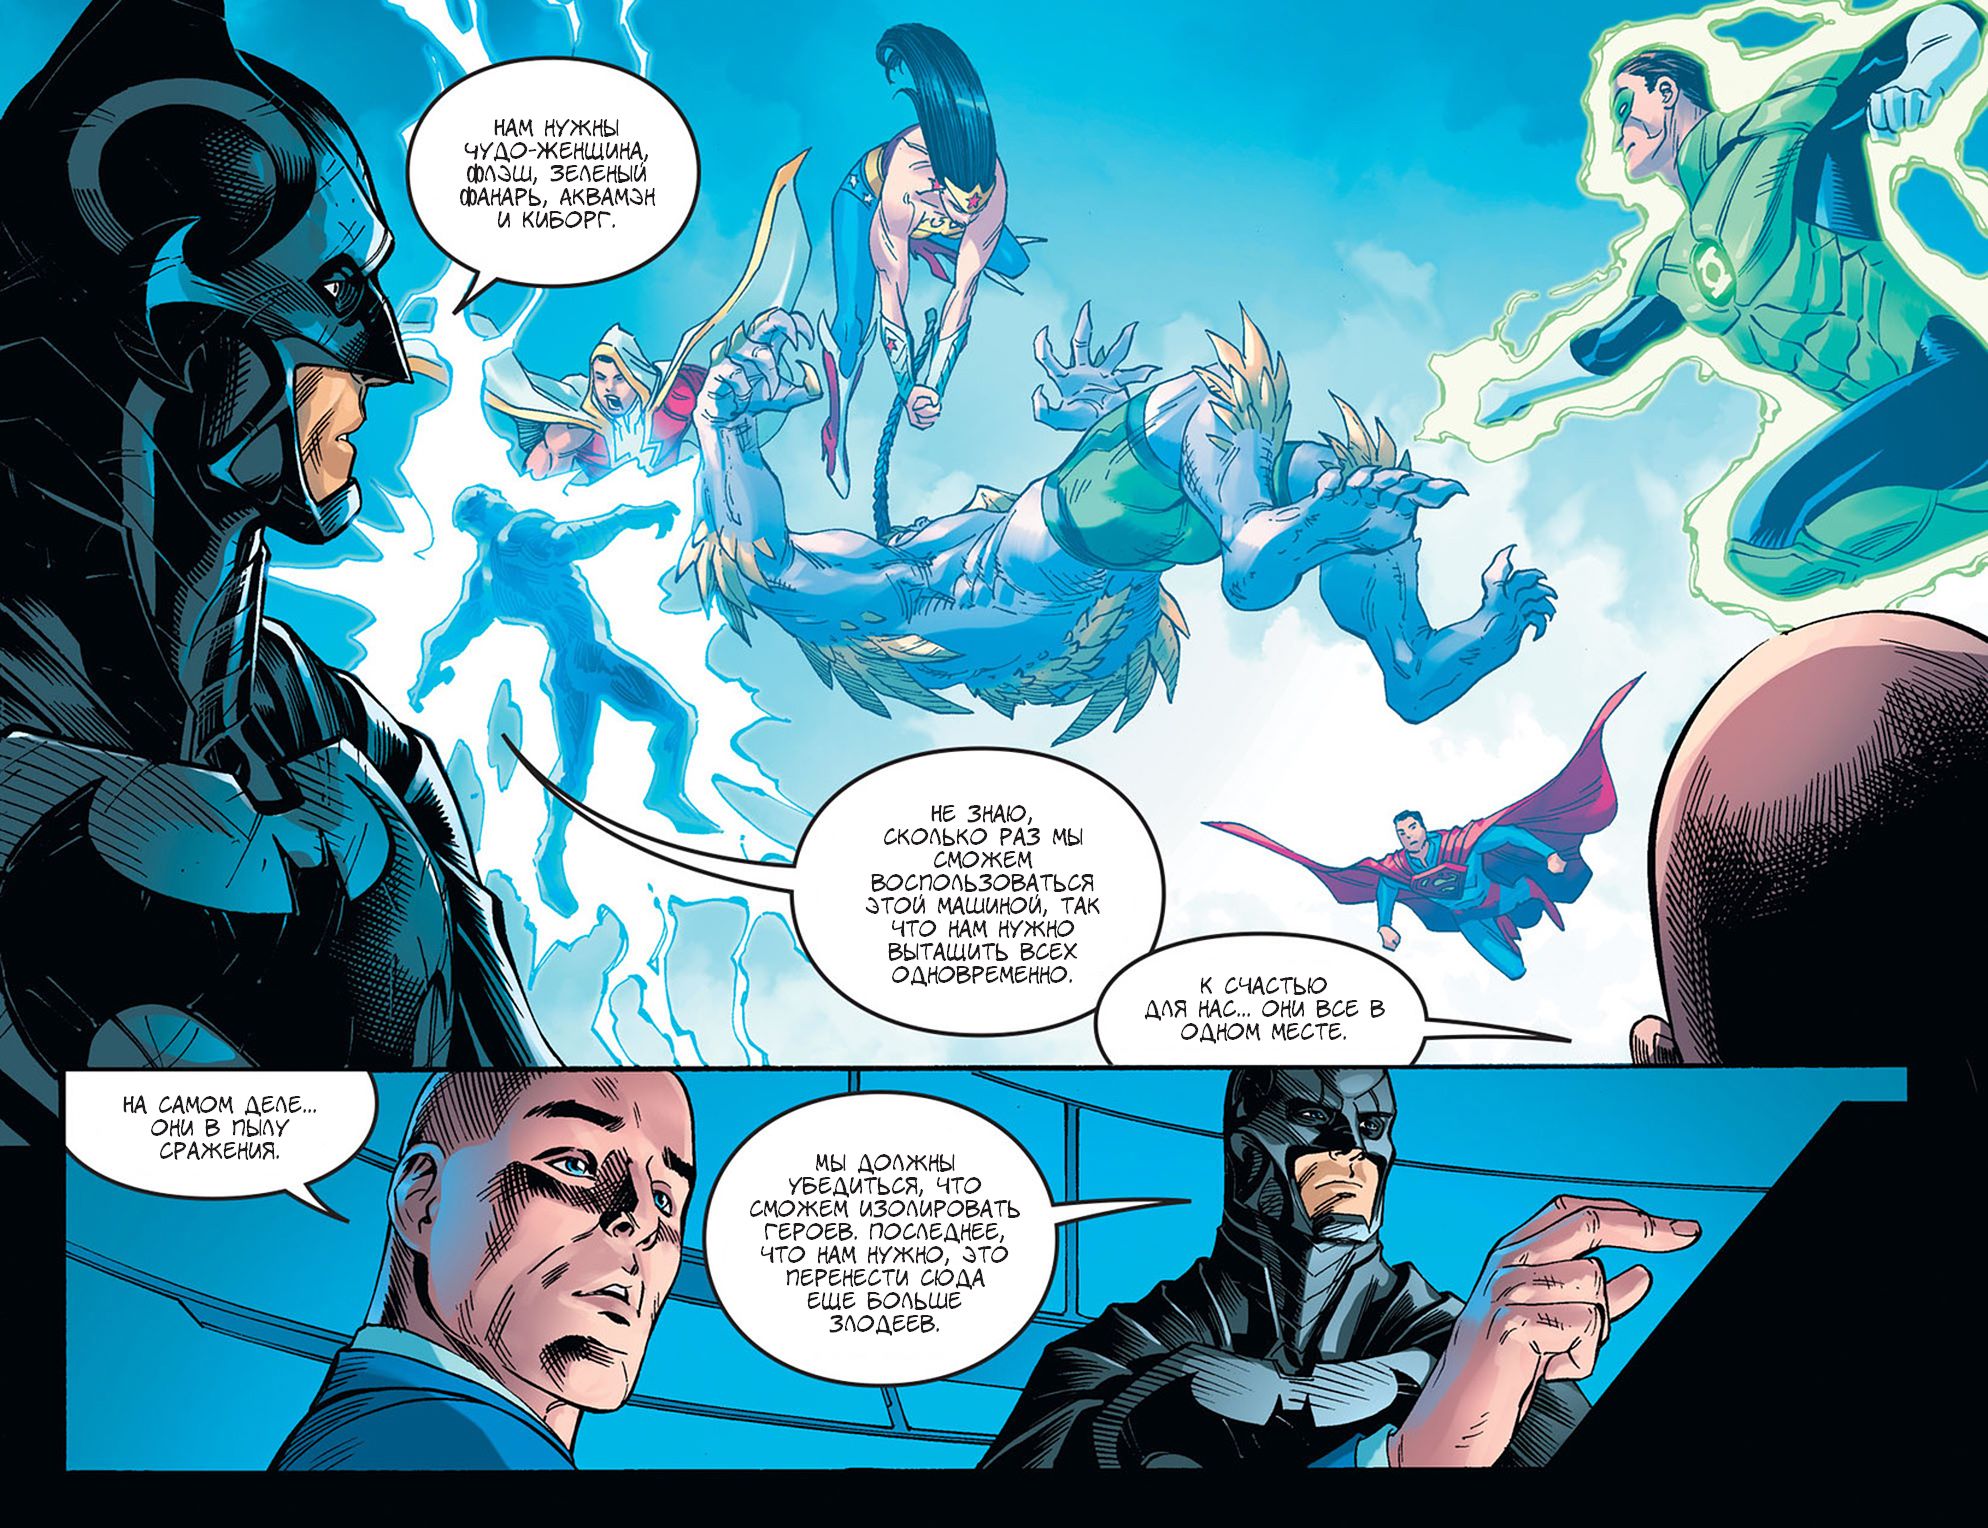 НАМ НУЖНЫ
ЧУДО-ЖЕНЩИНА,
ФЛЭШ, ЗЕЛЕНЫЙ
ФАНАРЬ, АКВАМЭН
И КИБОРГ.
НЕ ЗНАЮ,
СКОЛЬКО РАЗ МЫ
СМОЖЕМ
ВОСПОЛЬЗОВАТЬСЯ
ЭТОЙ МАШИНОЙ, ТАК
ЧТО НАМ НУЖНО
ВЫТАЩИТЬ ВСЕХ
ОДНОВРЕМЕННО.
К СЧАСТЬЮ
ДЛЯ НАС... ОНИ ВСЕ В
ОДНОМ МЕСТЕ.
НА САМОМ ДЕЛЕ...
ОНИ В ПЫЛУ
СРАЖЕНИЯ.
МЫ ДОЛЖНЫ
УБЕДИТЬСЯ, ЧТО
СМОЖЕМ ИЗОЛИРОВАТЬ
ГЕРОЕВ. ПОСЛЕДНЕЕ,
ЧТО НАМ НУЖНО, ЭТО
ПЕРЕНЕСТИ СЮДА
ЕЩЕ БОЛЬШЕ
ЗЛОДЕЕВ.